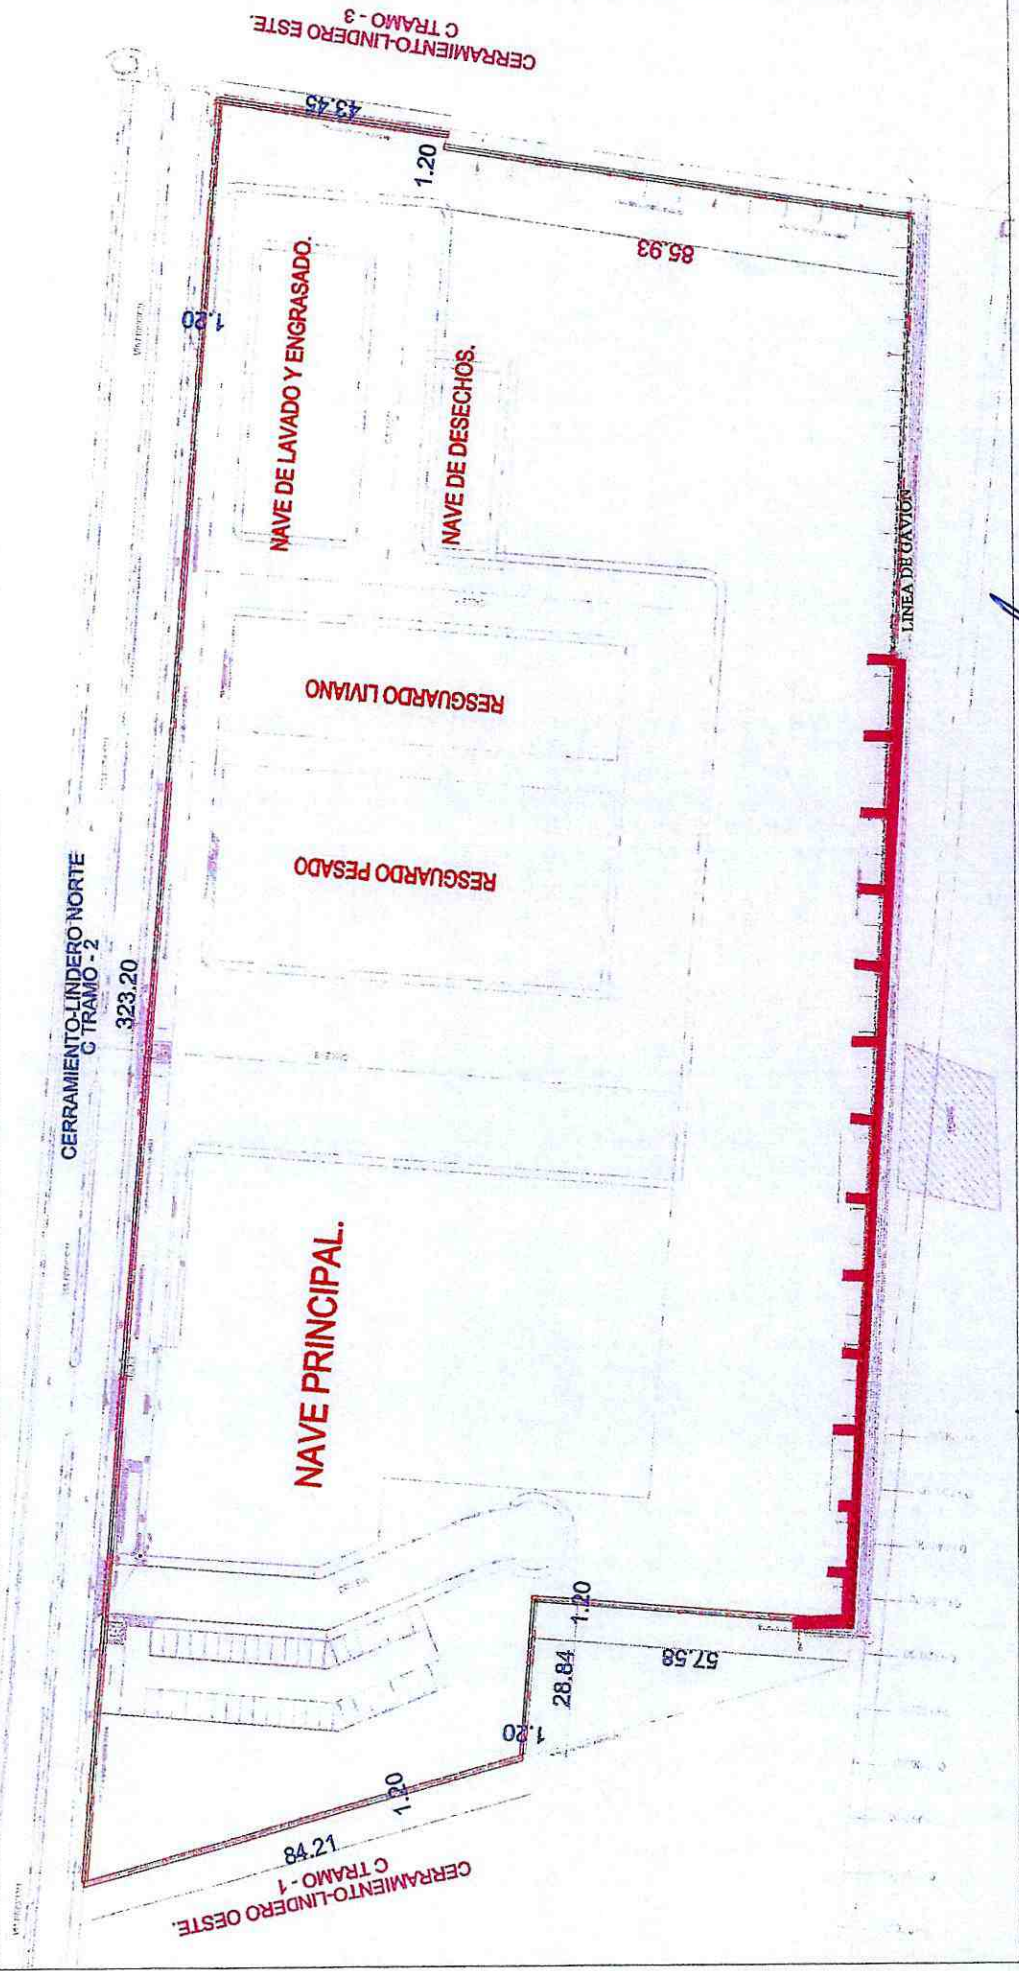 CERRAMIENTO-LINDERO ESTE.
C TRAMO - 3
43.45
1.20
85.93
1.20
NAVE DE LAVADO Y ENGRASADO.
NAVE DE DESECHOS.
LINEA DE GAVION
RESGUARDO LIVIANO
RESGUARDO PESADO
CERRAMIENTO-LINDERO NORTE
C TRAMO - 2
323.20
NAVE PRINCIPAL.
1.20
57.58
28.84
1.20
1.20
84.21
CERRAMIENTO-LINDERO OESTE.
C TRAMO - 1